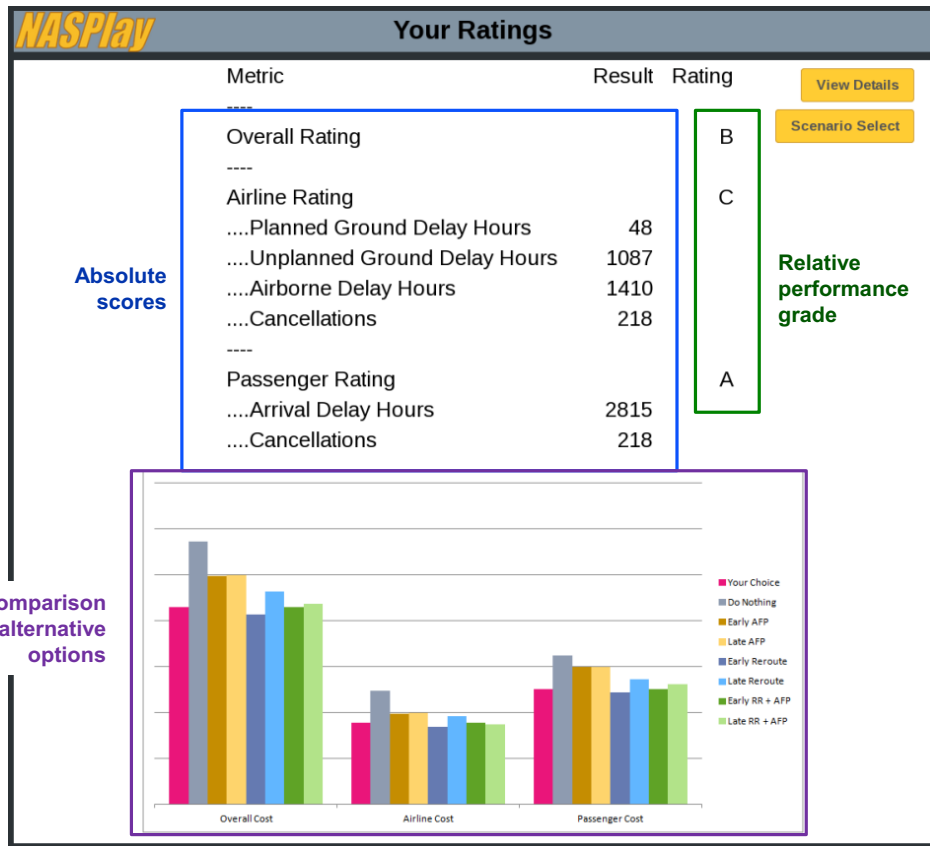 NASPlay
Your Ratings
Metric Result Rating
View Details
----
Scenario Select
Overall Rating B
----
Airline Rating C
....Planned Ground Delay Hours 48
....Unplanned Ground Delay Hours 1087
....Airborne Delay Hours 1410
....Cancellations 218
----
Passenger Rating A
....Arrival Delay Hours 2815
....Cancellations 218
Absolute
scores
Relative
performance
grade
omparison
alternative
options
Your Choice
Do Nothing
Early AFP
Late AFP
Early Reroute
Late Reroute
Early RR + AFP
Late RR + AFP
Overall Cost Airline Cost Passenger Cost